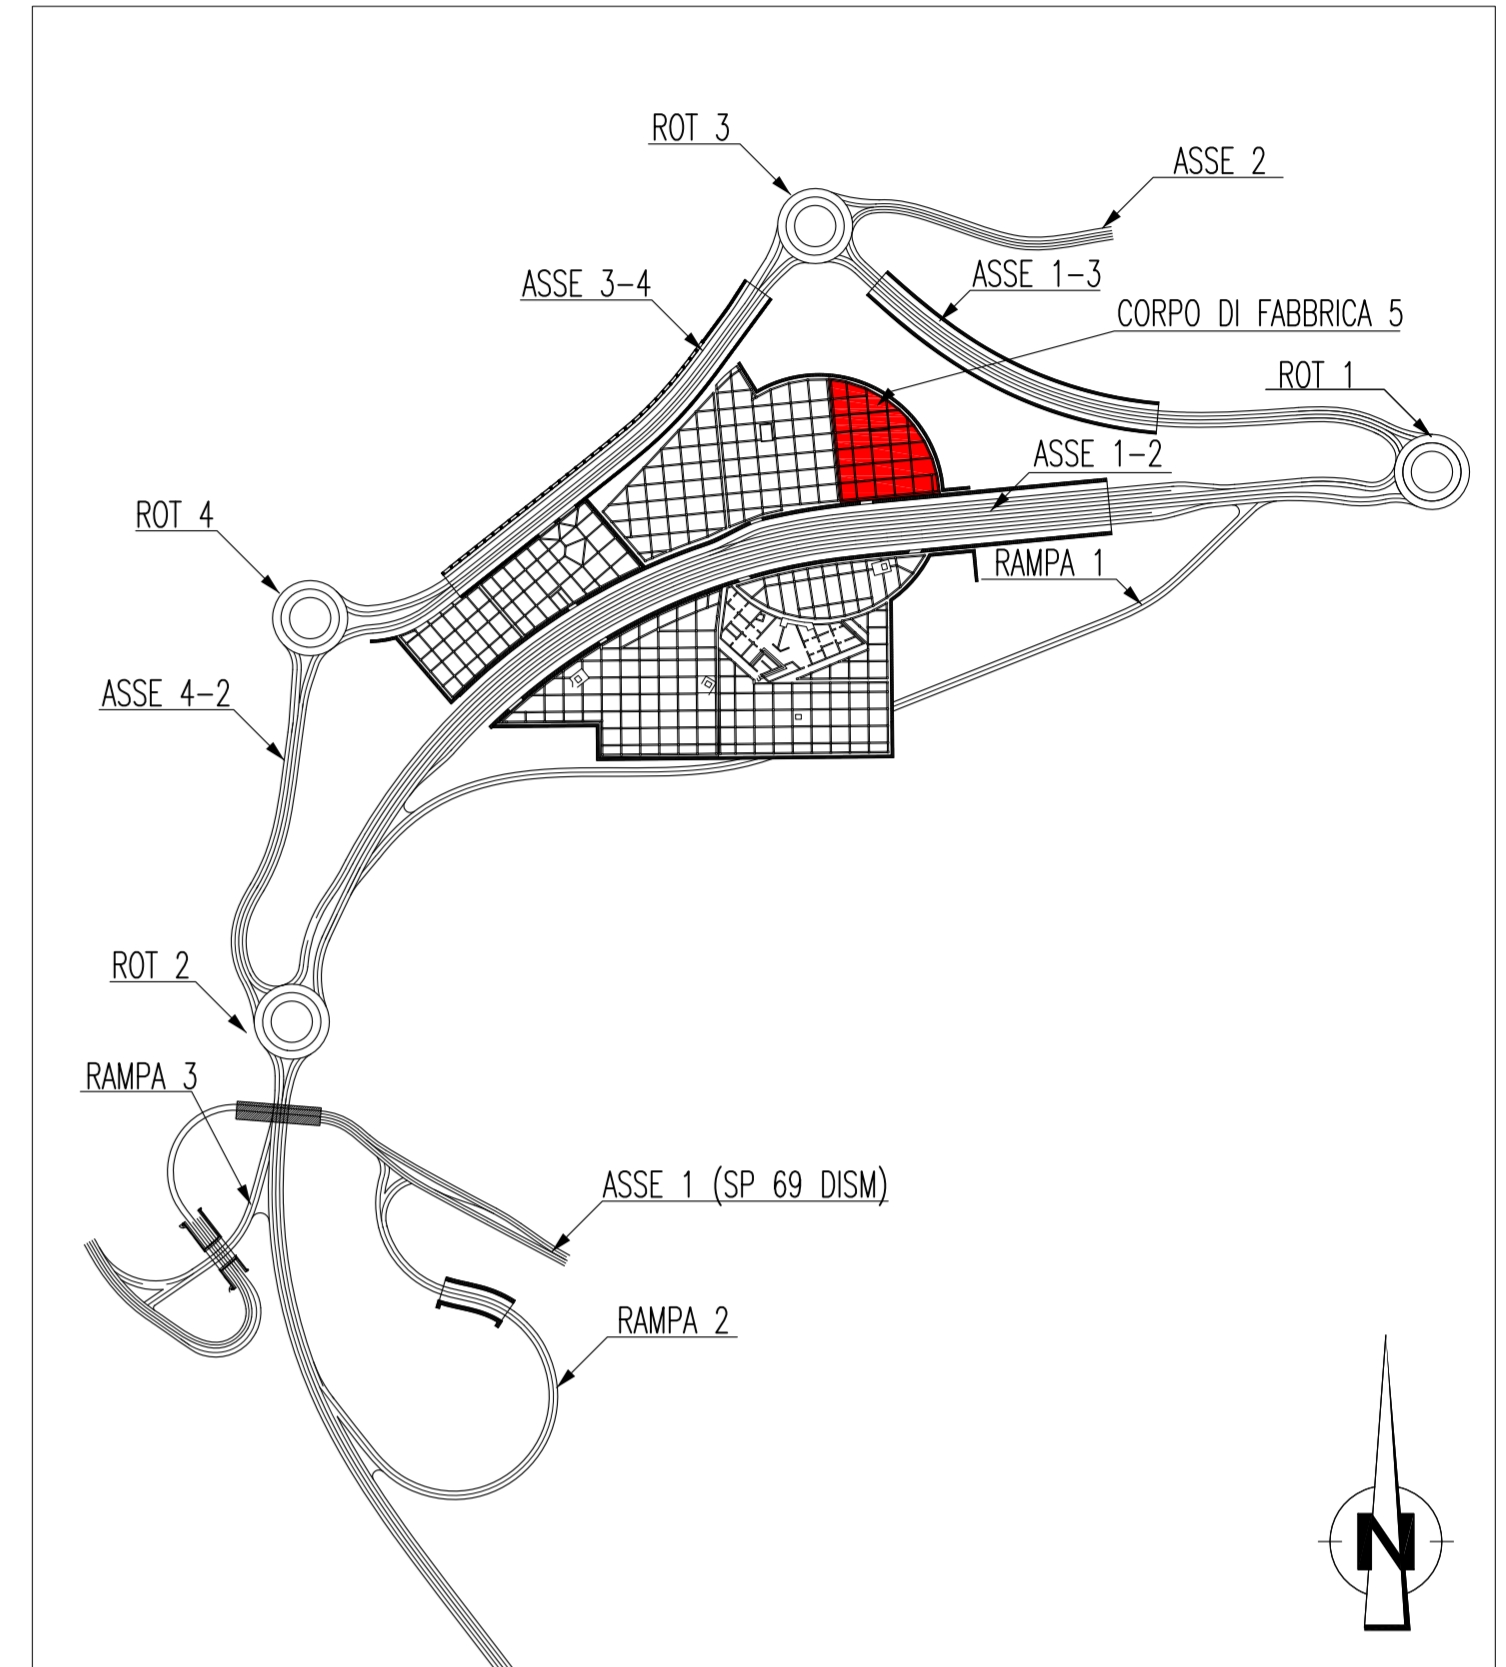 ROT 3
ASSE 2
ASSE 3-4
ASSE 1-3
CORPO DI FABBRICA 5
ROT 1
ASSE 1-2
ROT 4
RAMPA 1
ASSE 4-2
ROT 2
RAMPA 3
ASSE 1 (SP 69 DISM)
RAMPA 2
N